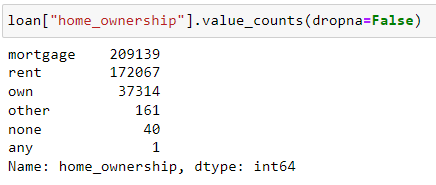 loan["home_ownership"].value_counts(dropna=False)
mortgage    209139
rent        172067
own          37314
other          161
none            40
any              1
Name: home_ownership, dtype: int64